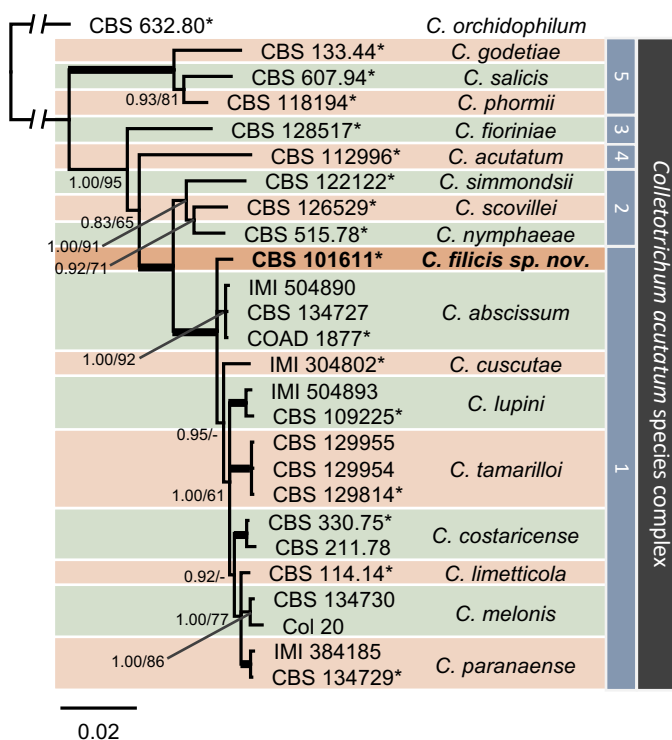 CBS 632.80* C. orchidophilum
CBS 133.44* C. godetiae
CBS 607.94* C. salicis
0.93/81
CBS 118194* C. phormii
5
CBS 128517* C. fioriniae
3
CBS 112996* C. acutatum
4
1.00/95
CBS 122122* C. simmondsii
CBS 126529* C. scovillei
0.83/65
CBS 515.78* C. nymphaeae
2
1.00/91
0.92/71
CBS 101611* C. filicis sp. nov.
IMI 504890
CBS 134727 C. abscissum
COAD 1877*
1.00/92
IMI 304802* C. cuscutae
IMI 504893
CBS 109225* C. lupini
0.95/-
CBS 129955
CBS 129954 C. tamarilloi
CBS 129814*
1.00/61
CBS 330.75* C. costaricense
CBS 211.78
0.92/-
CBS 114.14* C. limetticola
CBS 134730 C. melonis
Col 20
1.00/77
IMI 384185 C. paranaense
CBS 134729*
1.00/86
1
Colletotrichum acutatum species complex
0.02